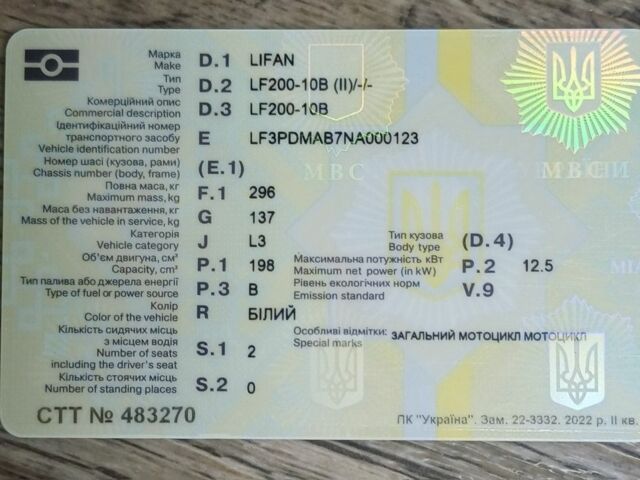 Марка D.1 LIFAN
Make
Тип D.2 LF200-10B (II)/-/-
Type
Комерційний опис D.3 LF200-10B
Commercial description
Ідентифікаційний номер
транспортного засобу E LF3PDMAB7NA000123
Vehicle identification number
Номер шасі (кузова, рами) (E.1)
Chassis number (body, frame)
Повна маса, кг F.1 296
Maximum mass, kg
Маса без навантаження, кг G 137
Mass of the vehicle in service, kg
Категорія J L3
Vehicle category
Тип кузова (D.4)
Body type
Об'єм двигуна, см³ P.1 198
Capacity, cm³
Максимальна потужність кВт P.2 12.5
Maximum net power (in kW)
Тип палива або джерела енергії P.3 B
Type of fuel or power source
Рівень екологічних норм V.9
Emission standard
Колір R БІЛИЙ
Color of the vehicle
Кількість сидячих місць
з місцем водія S.1 2
Number of seats
including the driver's seat
Особливі відмітки: ЗАГАЛЬНИЙ МОТОЦИКЛ МОТОЦИКЛ
Special marks
Кількість стоячих місць S.2 0
Number of standing places
СТТ № 483270
ПК "Україна". Зам. 22-3332. 2022 р. II кв.
МВС
МВС